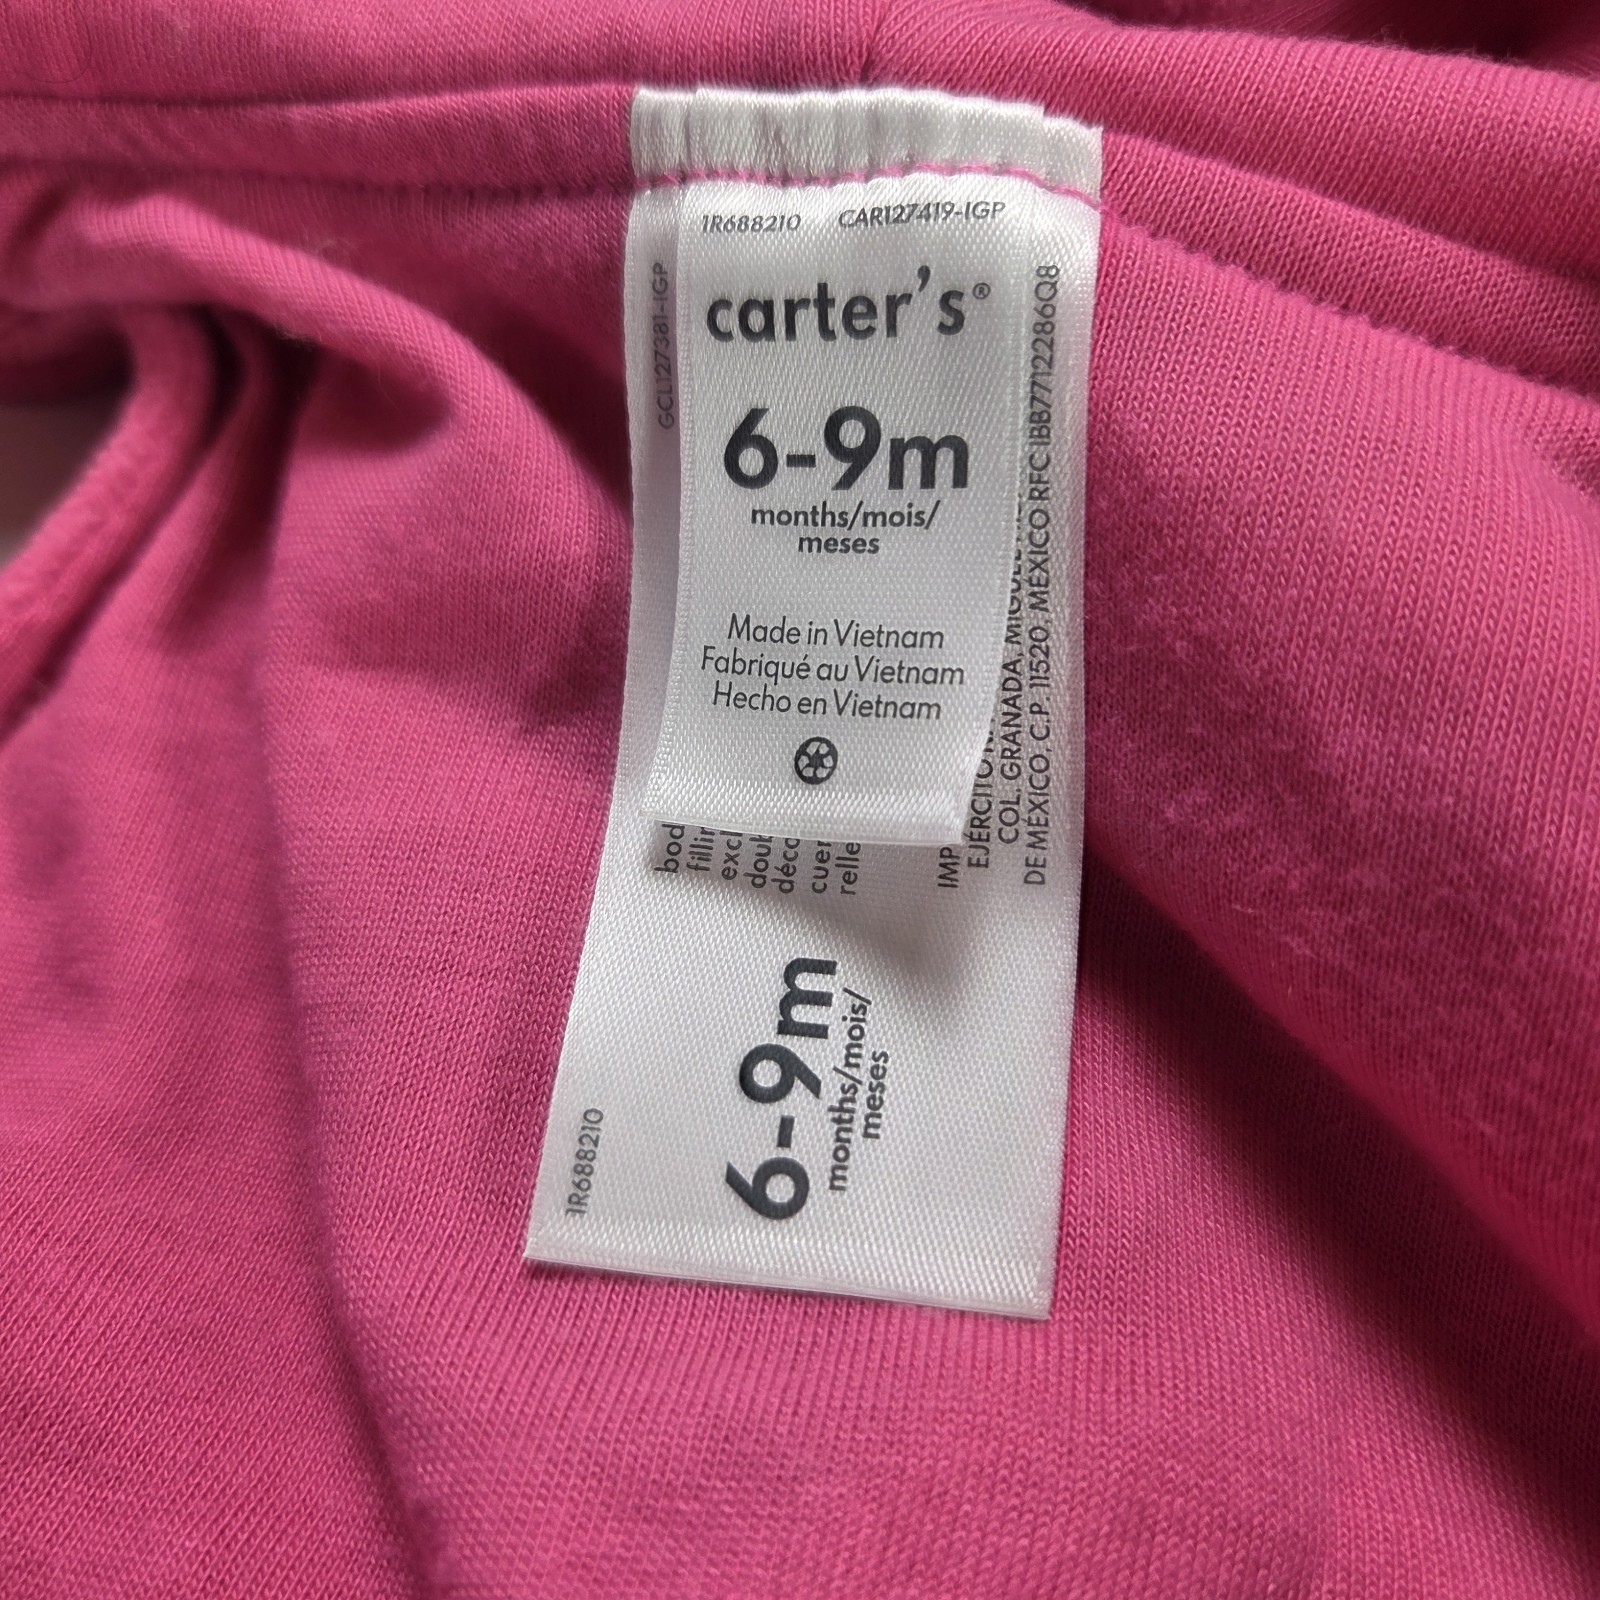 1R688210 CAR127419-IGP
carter's®
6-9m
months/mois/
meses
Made in Vietnam
Fabriqué au Vietnam
Hecho en Vietnam
GCL127381-IGP
COL. GRANADA,
DE MÉXICO, C.P. 11520, MÉXICO RFC IBB7712286Q8
6-9m
months/mois/
meses
1R688210